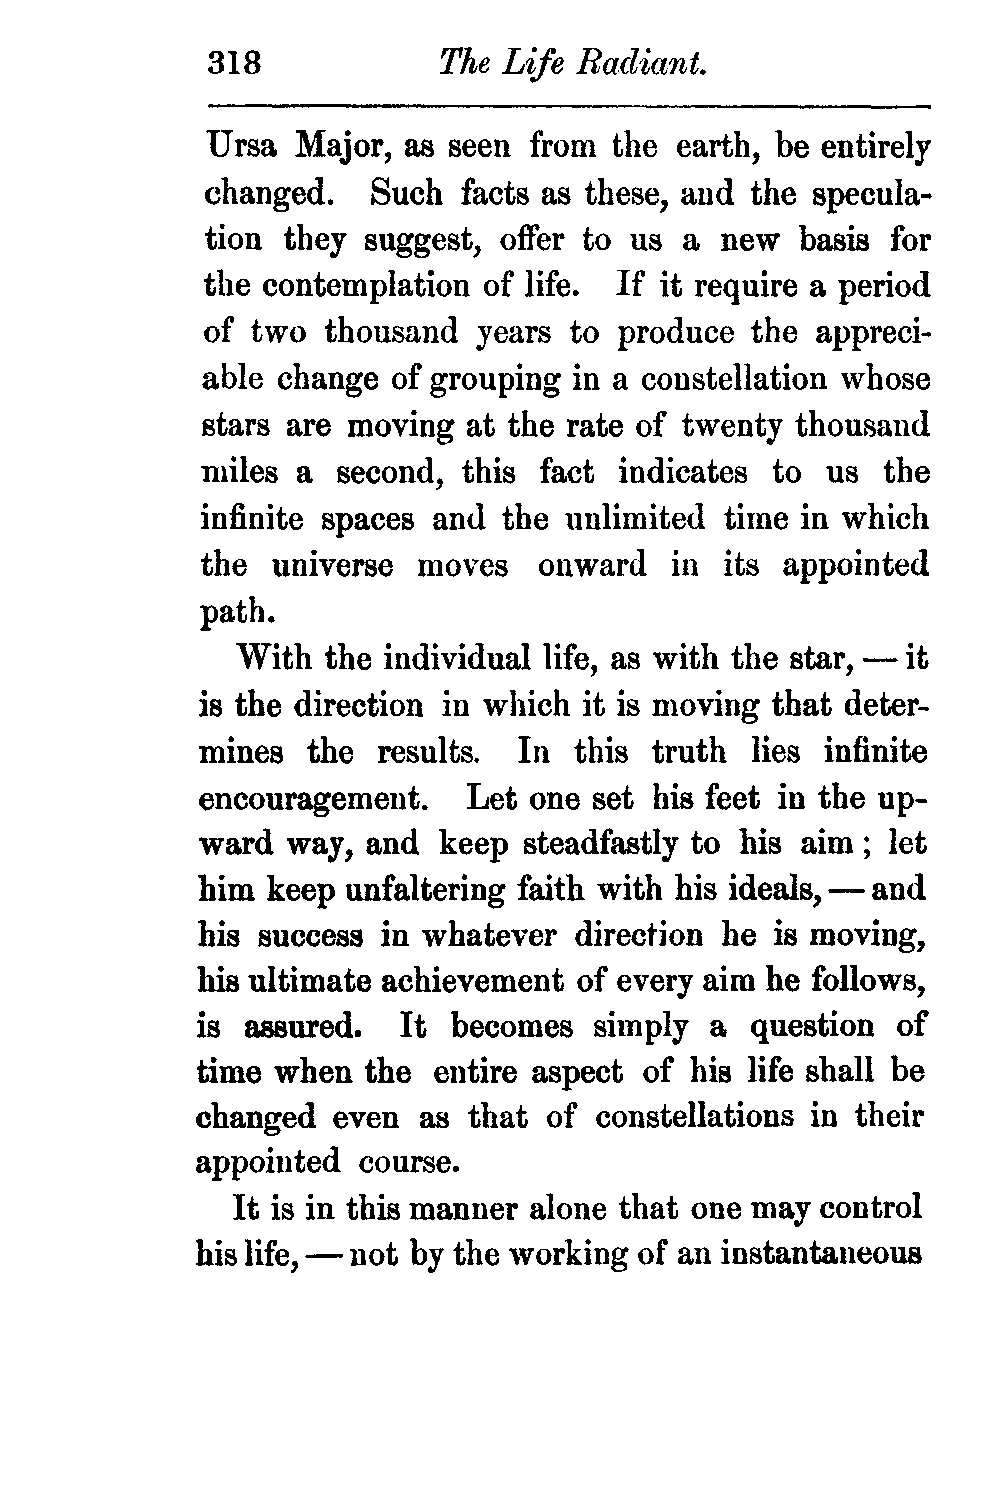 318 The Life Radiant.
Ursa Major, as seen from the earth, be entirely
changed. Such facts as these, and the specula-
tion they suggest, offer to us a new basis for
the contemplation of life. If it require a period
of two thousand years to produce the appreci-
able change of grouping in a constellation whose
stars are moving at the rate of twenty thousand
miles a second, this fact indicates to us the
infinite spaces and the unlimited time in which
the universe moves onward in its appointed
path.
With the individual life, as with the star, — it
is the direction in which it is moving that deter-
mines the results. In this truth lies infinite
encouragement. Let one set his feet in the up-
ward way, and keep steadfastly to his aim ; let
him keep unfaltering faith with his ideals, — and
his success in whatever direction he is moving,
his ultimate achievement of every aim he follows,
is assured. It becomes simply a question of
time when the entire aspect of his life shall be
changed even as that of constellations in their
appointed course.
It is in this manner alone that one may control
his life, — not by the working of an instantaneous